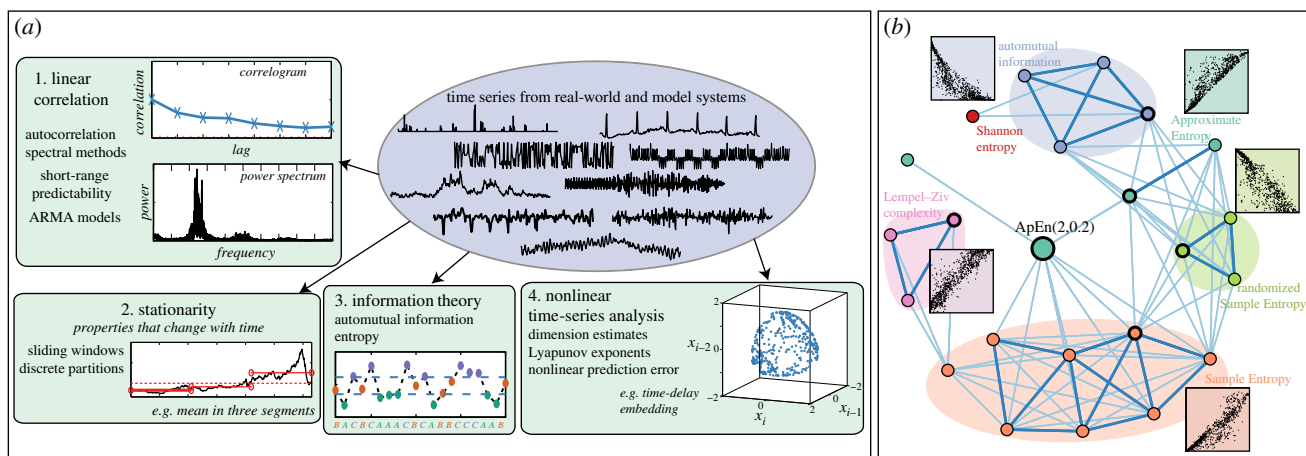 (a)
1. linear
correlation
correlogram
correlation
lag
autocorrelation
spectral methods
short-range
predictability
ARMA models
power spectrum
power
frequency
time series from real-world and model systems
2. stationarity
properties that change with time
sliding windows
discrete partitions
e.g. mean in three segments
3. information theory
automutual information
entropy
B A C B C A A A C B C A B B C C C A A B
4. nonlinear
time-series analysis
dimension estimates
Lyapunov exponents
nonlinear prediction error
e.g. time-delay
embedding
2
x i–2 0
–2
0
x i
2
2
0
x i–1
–2
(b)
automutual
information
Shannon
entropy
Approximate
Entropy
Lempel–Ziv
complexity
ApEn(2,0.2)
randomized
Sample Entropy
Sample Entropy